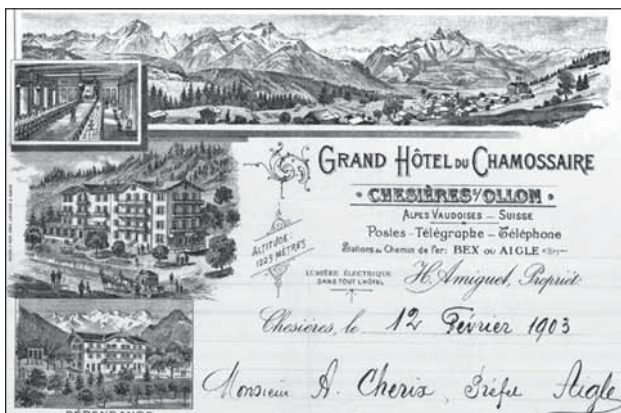 GRAND HÔTEL DU CHAMOSSAIRE
CHESIÈRES s/OLLON
ALPES VAUDOISES – SUISSE
Postes - Télégraphe - Téléphone
Stations du Chemin de fer: BEX OU AIGLE
ALTITUDE
1225 MÈTRES
LUMIÈRE ÉLECTRIQUE
DANS TOUT L'HÔTEL
H. Amiguet, Propriét.
Chesières, le 12 Février 1903
Monsieur A. Cherix, Préfet Aigle
DÉPENDANCE